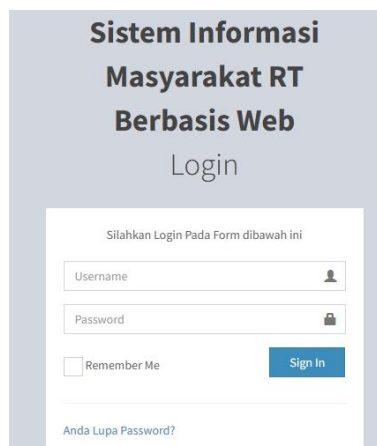 Sistem Informasi
Masyarakat RT
Berbasis Web
Login
Silahkan Login Pada Form dibawah ini
Username
Password
Remember Me
Sign In
Anda Lupa Password?